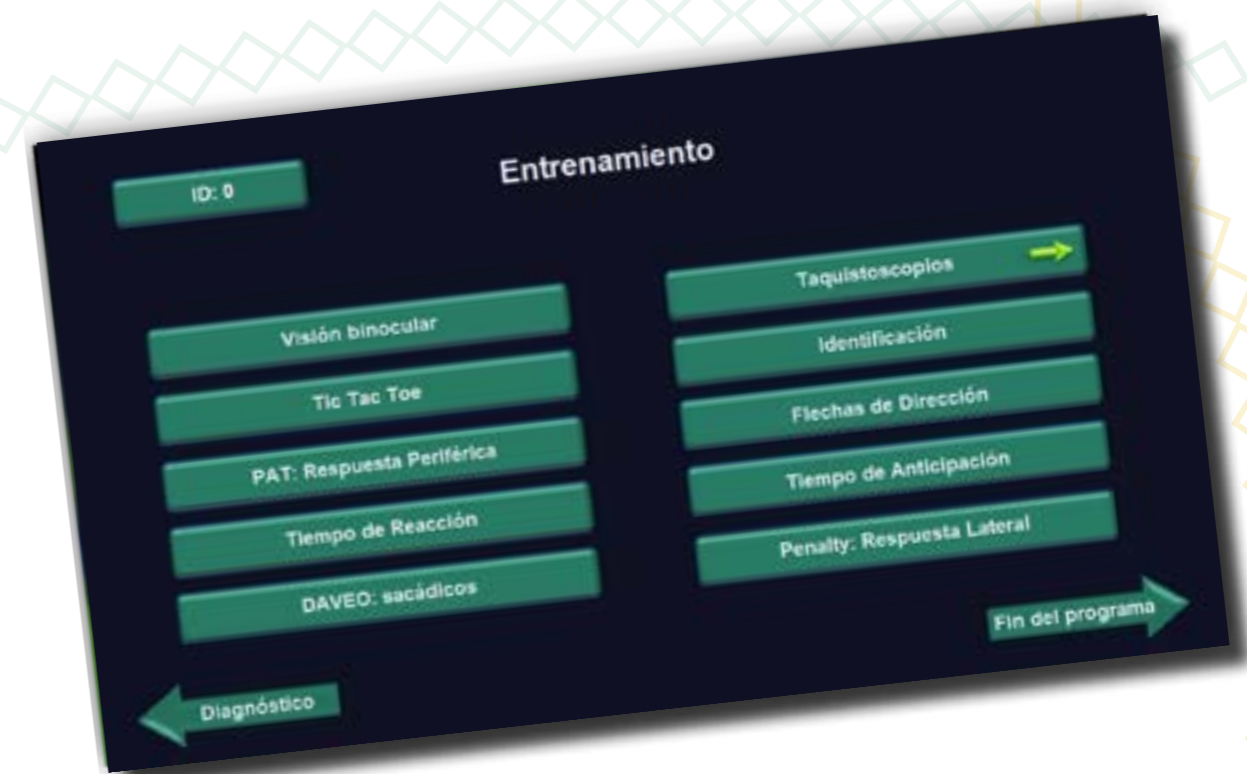 ID: 0
Entrenamiento
Visión binocular
Tic Tac Toe
PAT: Respuesta Periférica
Tiempo de Reacción
DAVEO: sacádicos
Taquistoscopios
Identificación
Flechas de Dirección
Tiempo de Anticipación
Penalty: Respuesta Lateral
Diagnóstico
Fin del programa